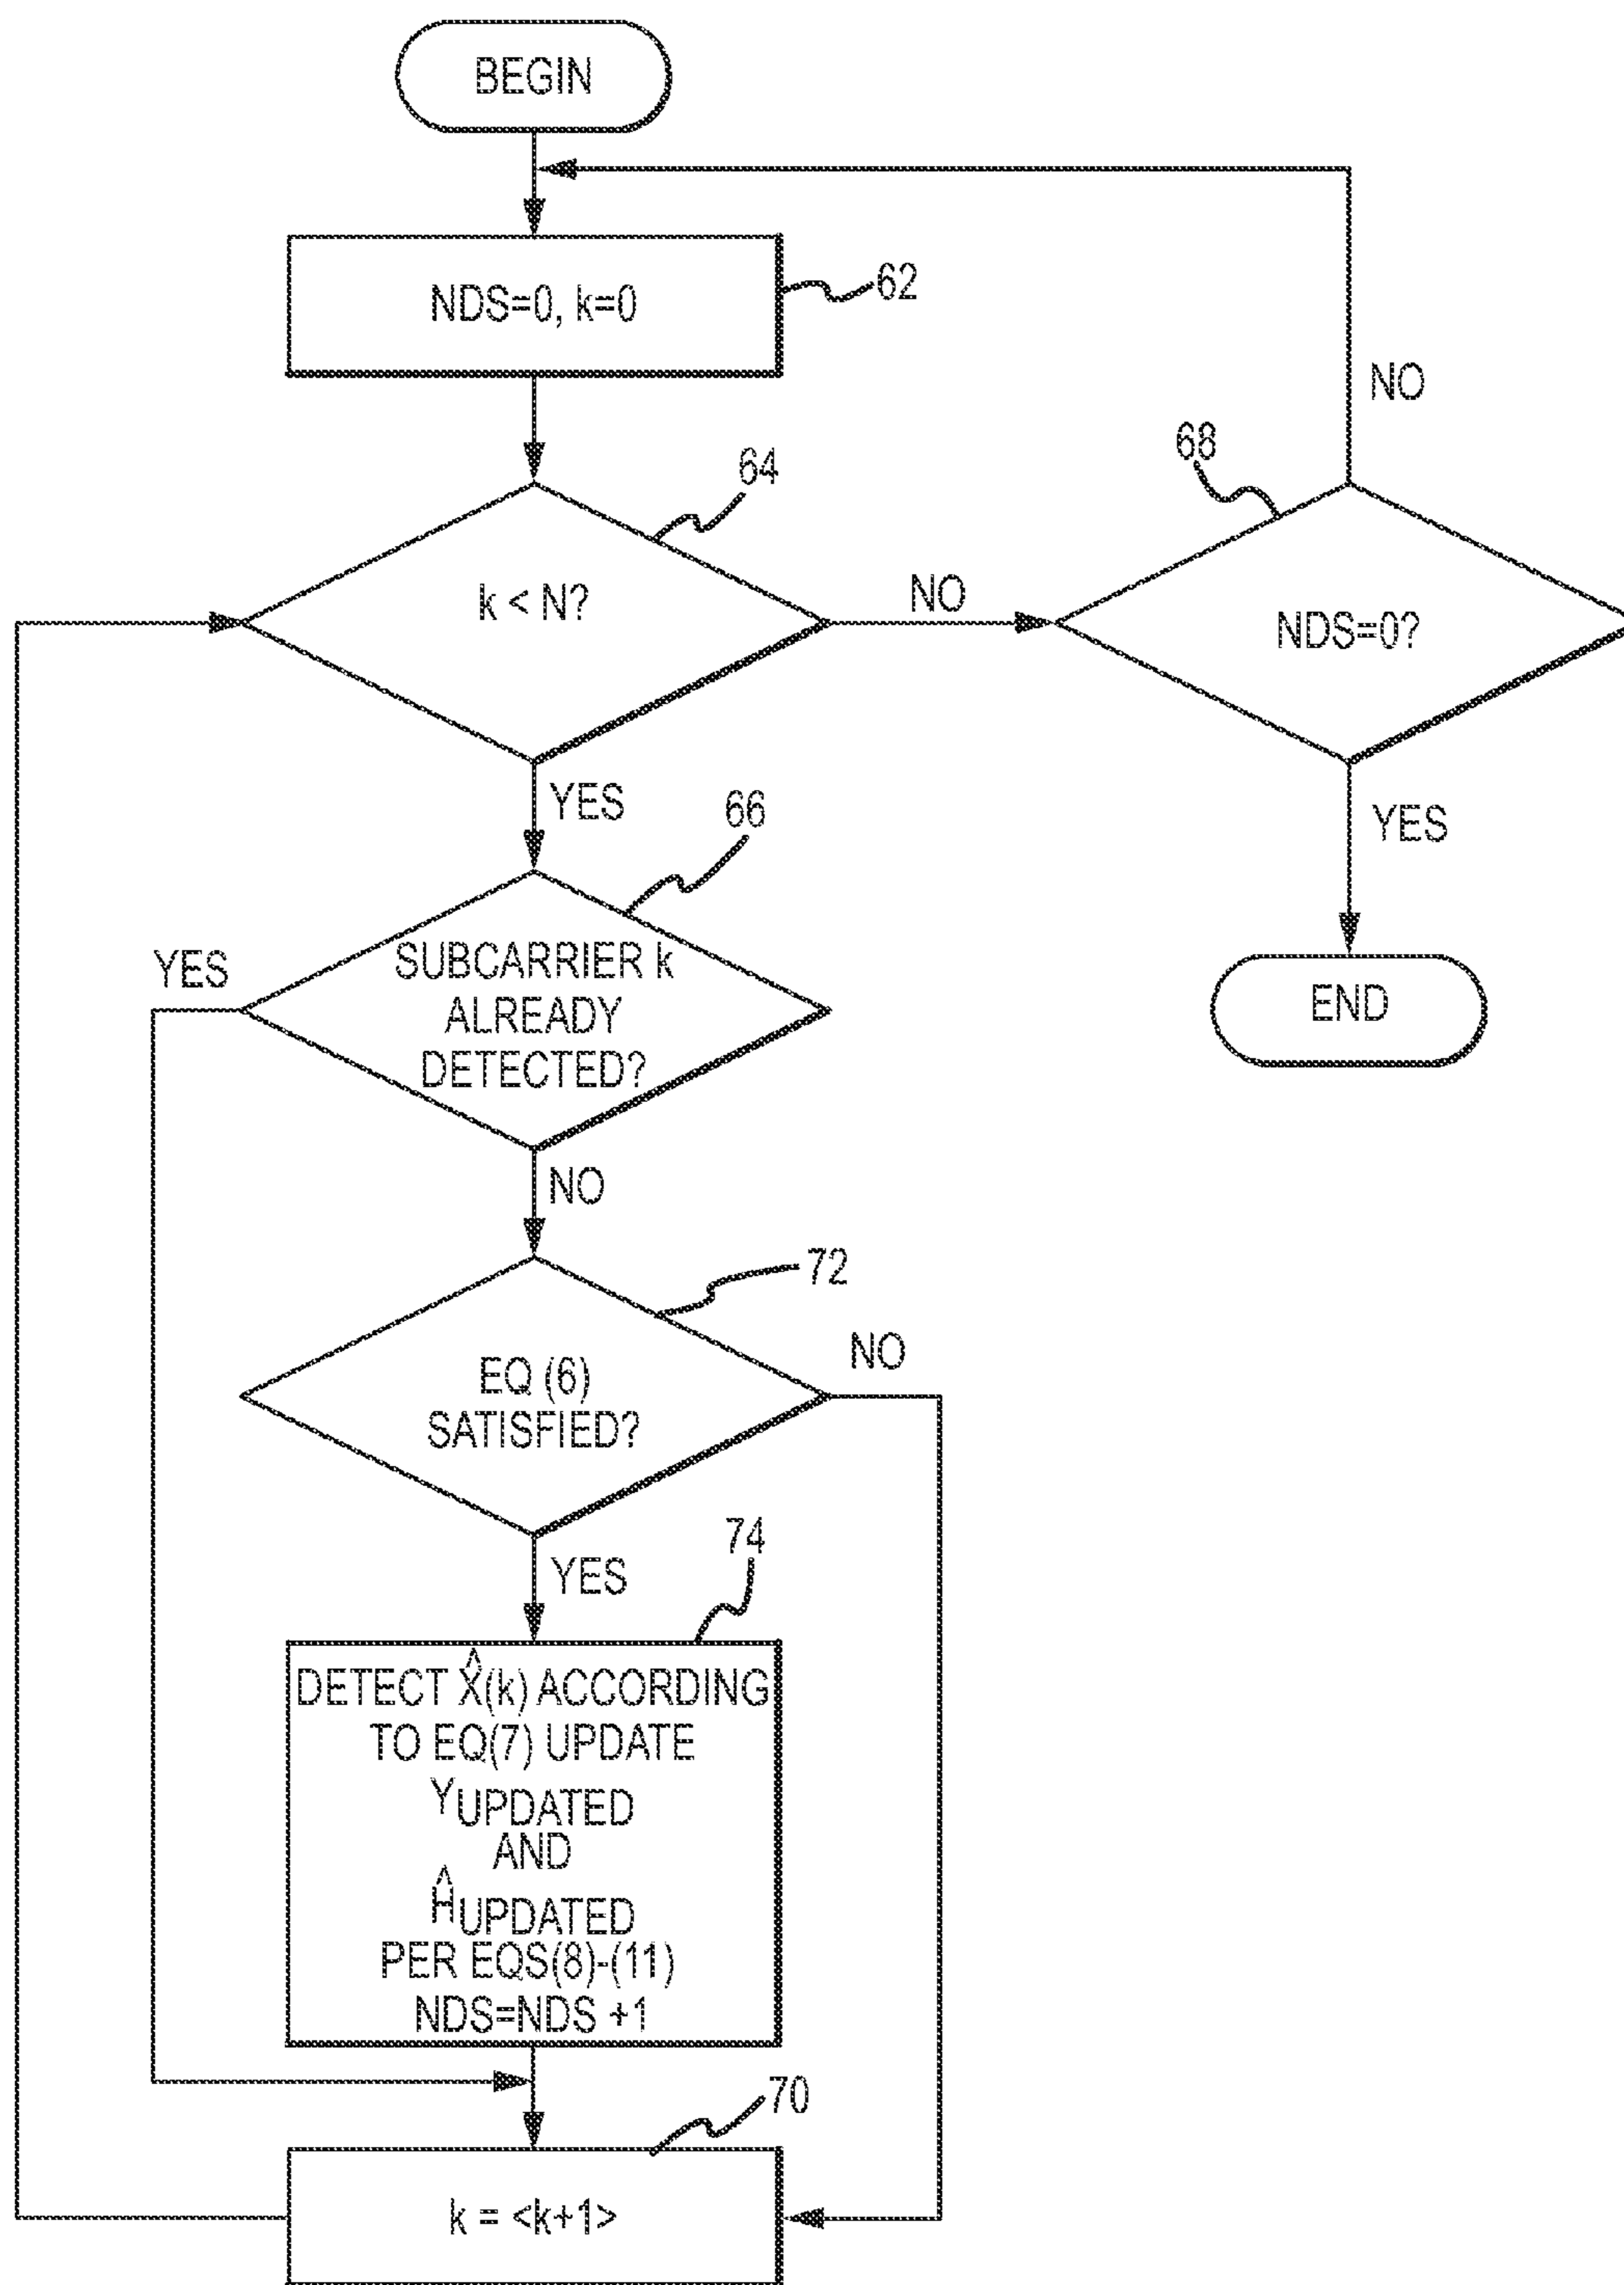 BEGIN
NDS=0, k=0
62
NO
64
68
k < N?
NO
NDS=0?
YES
66
YES
YES
SUBCARRIER k
ALREADY
DETECTED?
END
NO
72
NO
EQ (6)
SATISFIED?
74
YES
DETECT X̂(k) ACCORDING
TO EQ(7) UPDATE
YUPDATED
AND
ĤUPDATED
PER EQS(8)-(11)
NDS=NDS +1
70
k = <k+1>